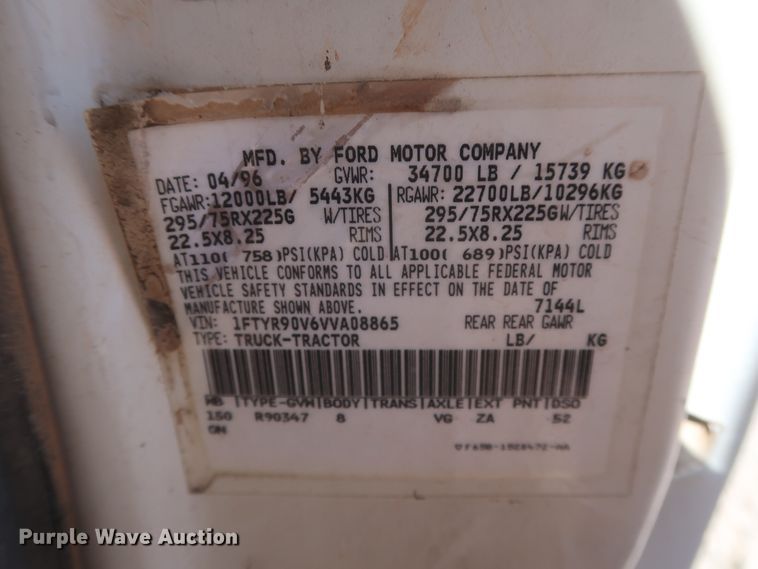 MFD. BY FORD MOTOR COMPANY
DATE: 04/96 GVWR: 34700 LB / 15739 KG
FGAWR:12000LB/ 5443KG RGAWR: 22700LB/10296KG
295/75RX225G W/TIRES 295/75RX225GW/TIRES
22.5X8.25 RIMS 22.5X8.25 RIMS
AT110( 758)PSI(KPA) COLD AT100( 689)PSI(KPA) COLD
THIS VEHICLE CONFORMS TO ALL APPLICABLE FEDERAL MOTOR
VEHICLE SAFETY STANDARDS IN EFFECT ON THE DATE OF
MANUFACTURE SHOWN ABOVE. 7144L
VIN: 1FTYR90V6VVA08865 REAR REAR GAWR
TYPE: TRUCK-TRACTOR LB/ KG
WB |TYPE-GVW|BODY|TRANS|AXLE|EXT PNT|DSO
150 R90347 8 VG ZA 52
Purple Wave Auction